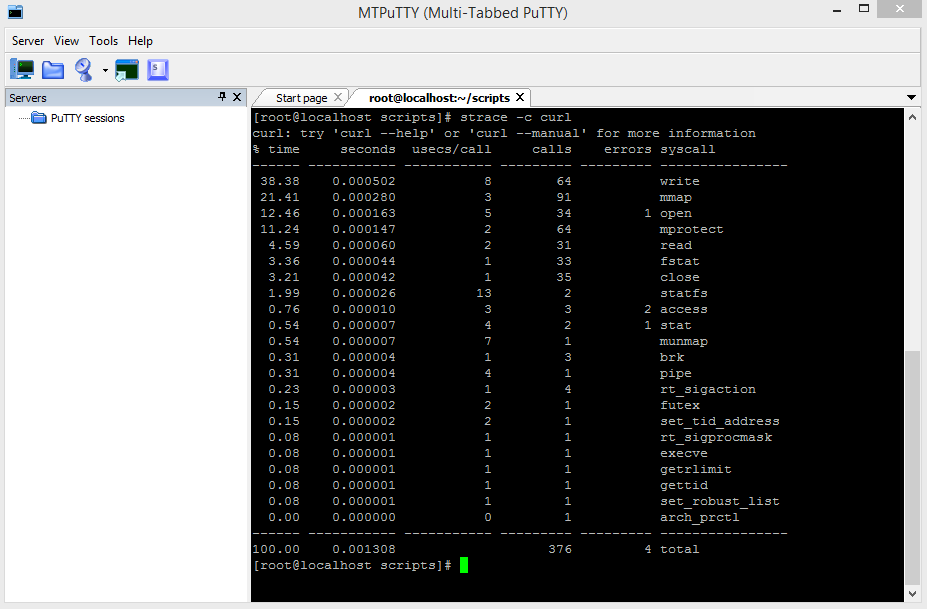 MTPuTTY (Multi-Tabbed PuTTY)
Server View Tools Help
Servers
PuTTY sessions
Start page
root@localhost:~/scripts
[root@localhost scripts]# strace -c curl
curl: try 'curl --help' or 'curl --manual' for more information
% time     seconds  usecs/call     calls    errors syscall
------ ----------- ----------- --------- --------- ----------------
 38.38    0.000502           8        64           write
 21.41    0.000280           3        91           mmap
 12.46    0.000163           5        34         1 open
 11.24    0.000147           2        64           mprotect
  4.59    0.000060           2        31           read
  3.36    0.000044           1        33           fstat
  3.21    0.000042           1        35           close
  1.99    0.000026          13         2           statfs
  0.76    0.000010           3         3         2 access
  0.54    0.000007           4         2         1 stat
  0.54    0.000007           7         1           munmap
  0.31    0.000004           1         3           brk
  0.31    0.000004           4         1           pipe
  0.23    0.000003           1         4           rt_sigaction
  0.15    0.000002           2         1           futex
  0.15    0.000002           2         1           set_tid_address
  0.08    0.000001           1         1           rt_sigprocmask
  0.08    0.000001           1         1           execve
  0.08    0.000001           1         1           getrlimit
  0.08    0.000001           1         1           gettid
  0.08    0.000001           1         1           set_robust_list
  0.00    0.000000           0         1           arch_prctl
------ ----------- ----------- --------- --------- ----------------
100.00    0.001308                   376         4 total
[root@localhost scripts]#